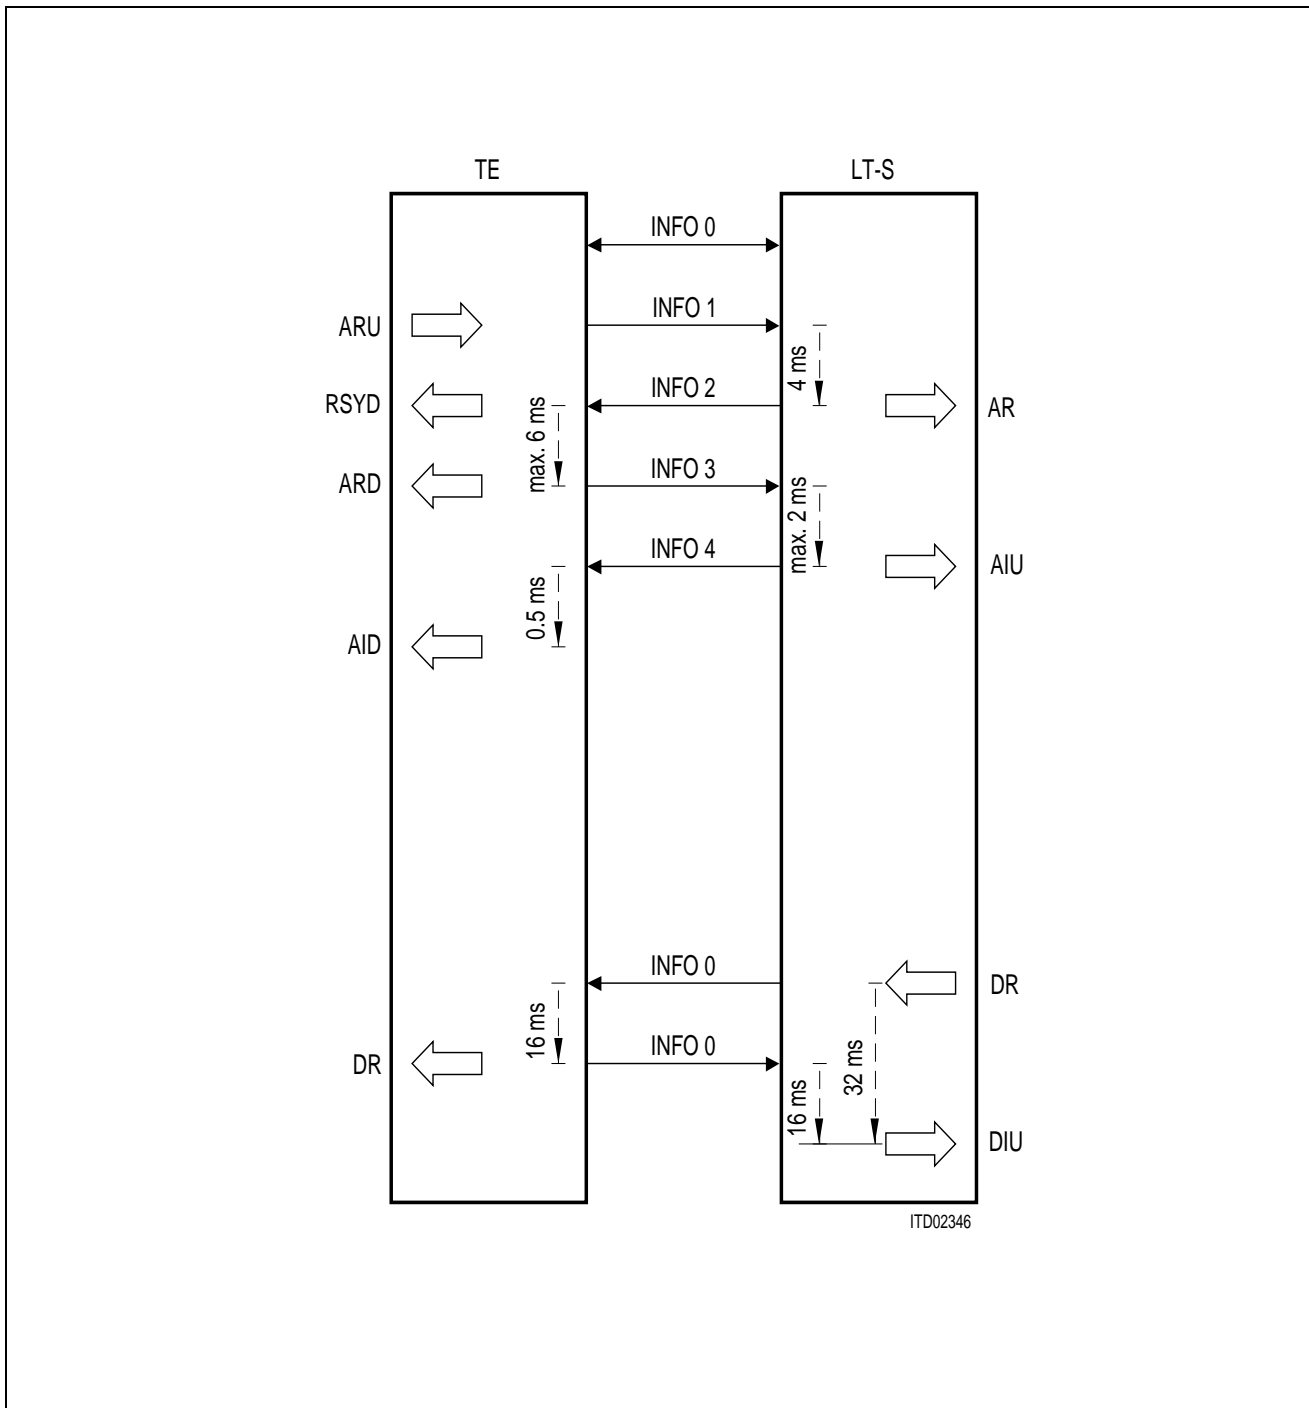 TE
LT-S
INFO 0
ARU
INFO 1
4 ms
RSYD
INFO 2
AR
max. 6 ms
ARD
INFO 3
max. 2 ms
INFO 4
AIU
0.5 ms
AID
INFO 0
DR
16 ms
INFO 0
DR
32 ms
16 ms
DIU
ITD02346